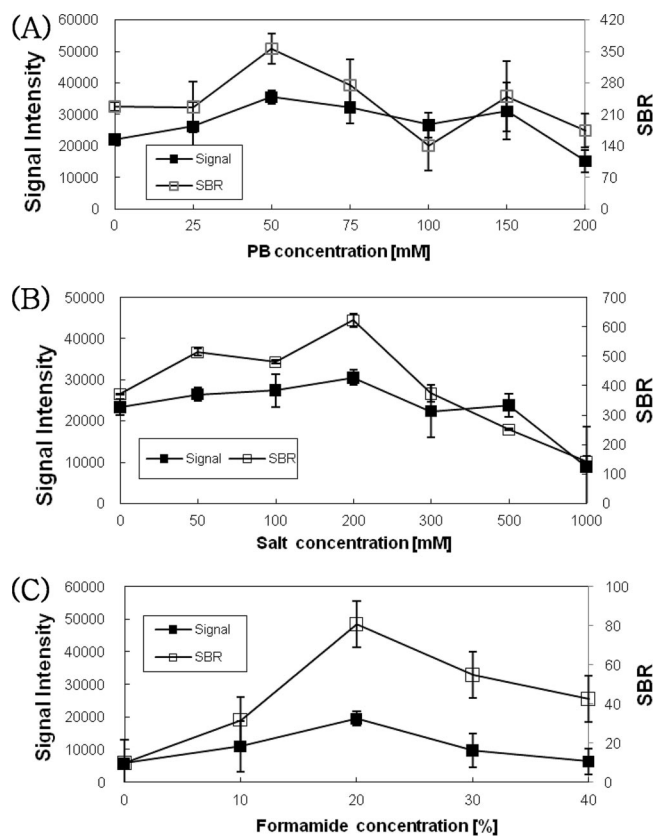 (A)
60000 50000 40000 30000 20000 10000 0
Signal Intensity
Signal
SBR
420 350 280 210 140 70 0
SBR
0 25 50 75 100 150 200
PB concentration [mM]
(B)
50000 40000 30000 20000 10000 0
Signal Intensity
Signal SBR
700 600 500 400 300 200 100 0
SBR
0 50 100 200 300 500 1000
Salt concentration [mM]
(C)
60000 50000 40000 30000 20000 10000 0
Signal Intensity
Signal
SBR
100 80 60 40 20 0
SBR
0 10 20 30 40
Formamide concentration [%]